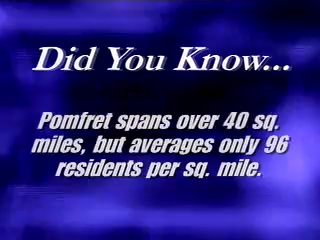 Did You Know...
Pomfret spans over 40 sq.
miles, but averages only 96
residents per sq. mile.